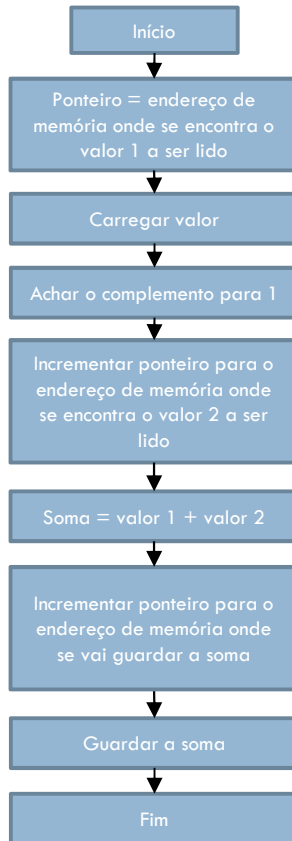 Início
Ponteiro = endereço de
memória onde se encontra o
valor 1 a ser lido
Carregar valor
Achar o complemento para 1
Incrementar ponteiro para o
endereço de memória onde
se encontra o valor 2 a ser
lido
Soma = valor 1 + valor 2
Incrementar ponteiro para o
endereço de memória onde
se vai guardar a soma
Guardar a soma
Fim